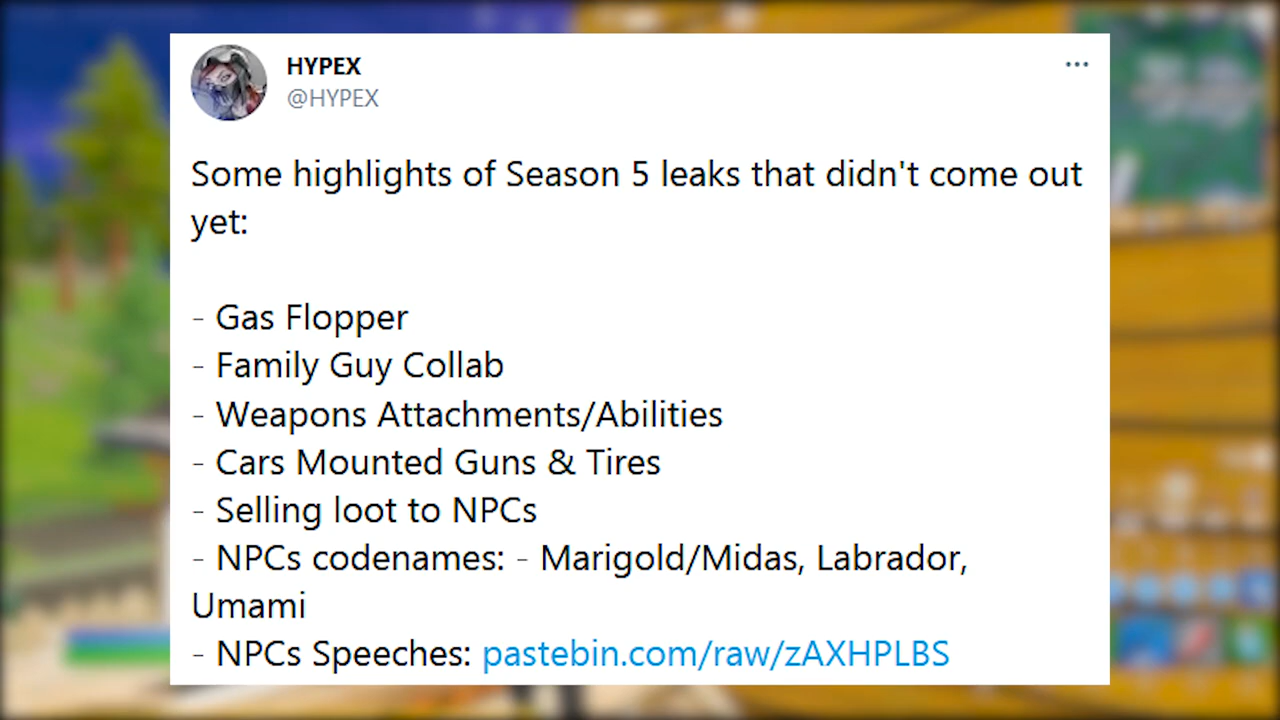 HYPEX
@HYPEX
Some highlights of Season 5 leaks that didn't come out
yet:
- Gas Flopper
- Family Guy Collab
- Weapons Attachments/Abilities
- Cars Mounted Guns & Tires
- Selling loot to NPCs
- NPCs codenames: - Marigold/Midas, Labrador,
Umami
- NPCs Speeches: pastebin.com/raw/zAXHPLBS